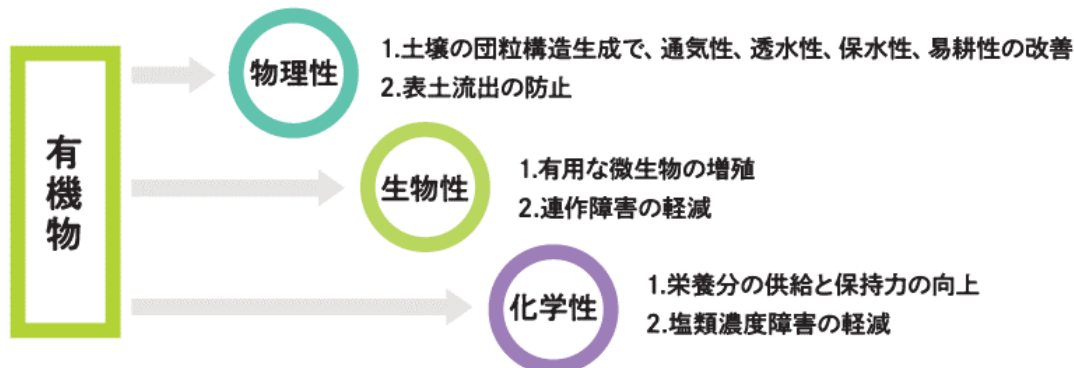 有機物
物理性
1.土壌の団粒構造生成で、通気性、透水性、保水性、易耕性の改善
2.表土流出の防止
生物性
1.有用な微生物の増殖
2.連作障害の軽減
化学性
1.栄養分の供給と保持力の向上
2.塩類濃度障害の軽減